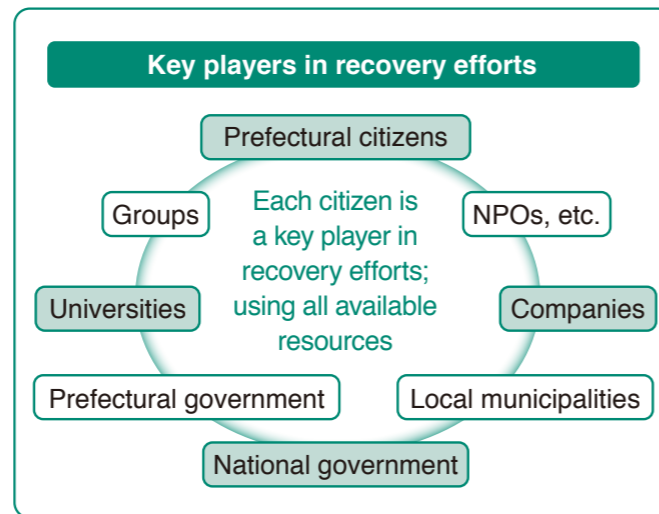 Key players in recovery efforts
Prefectural citizens
Groups
NPOs, etc.
Each citizen is
a key player in
recovery efforts;
using all available
resources
Universities
Companies
Prefectural government
Local municipalities
National government